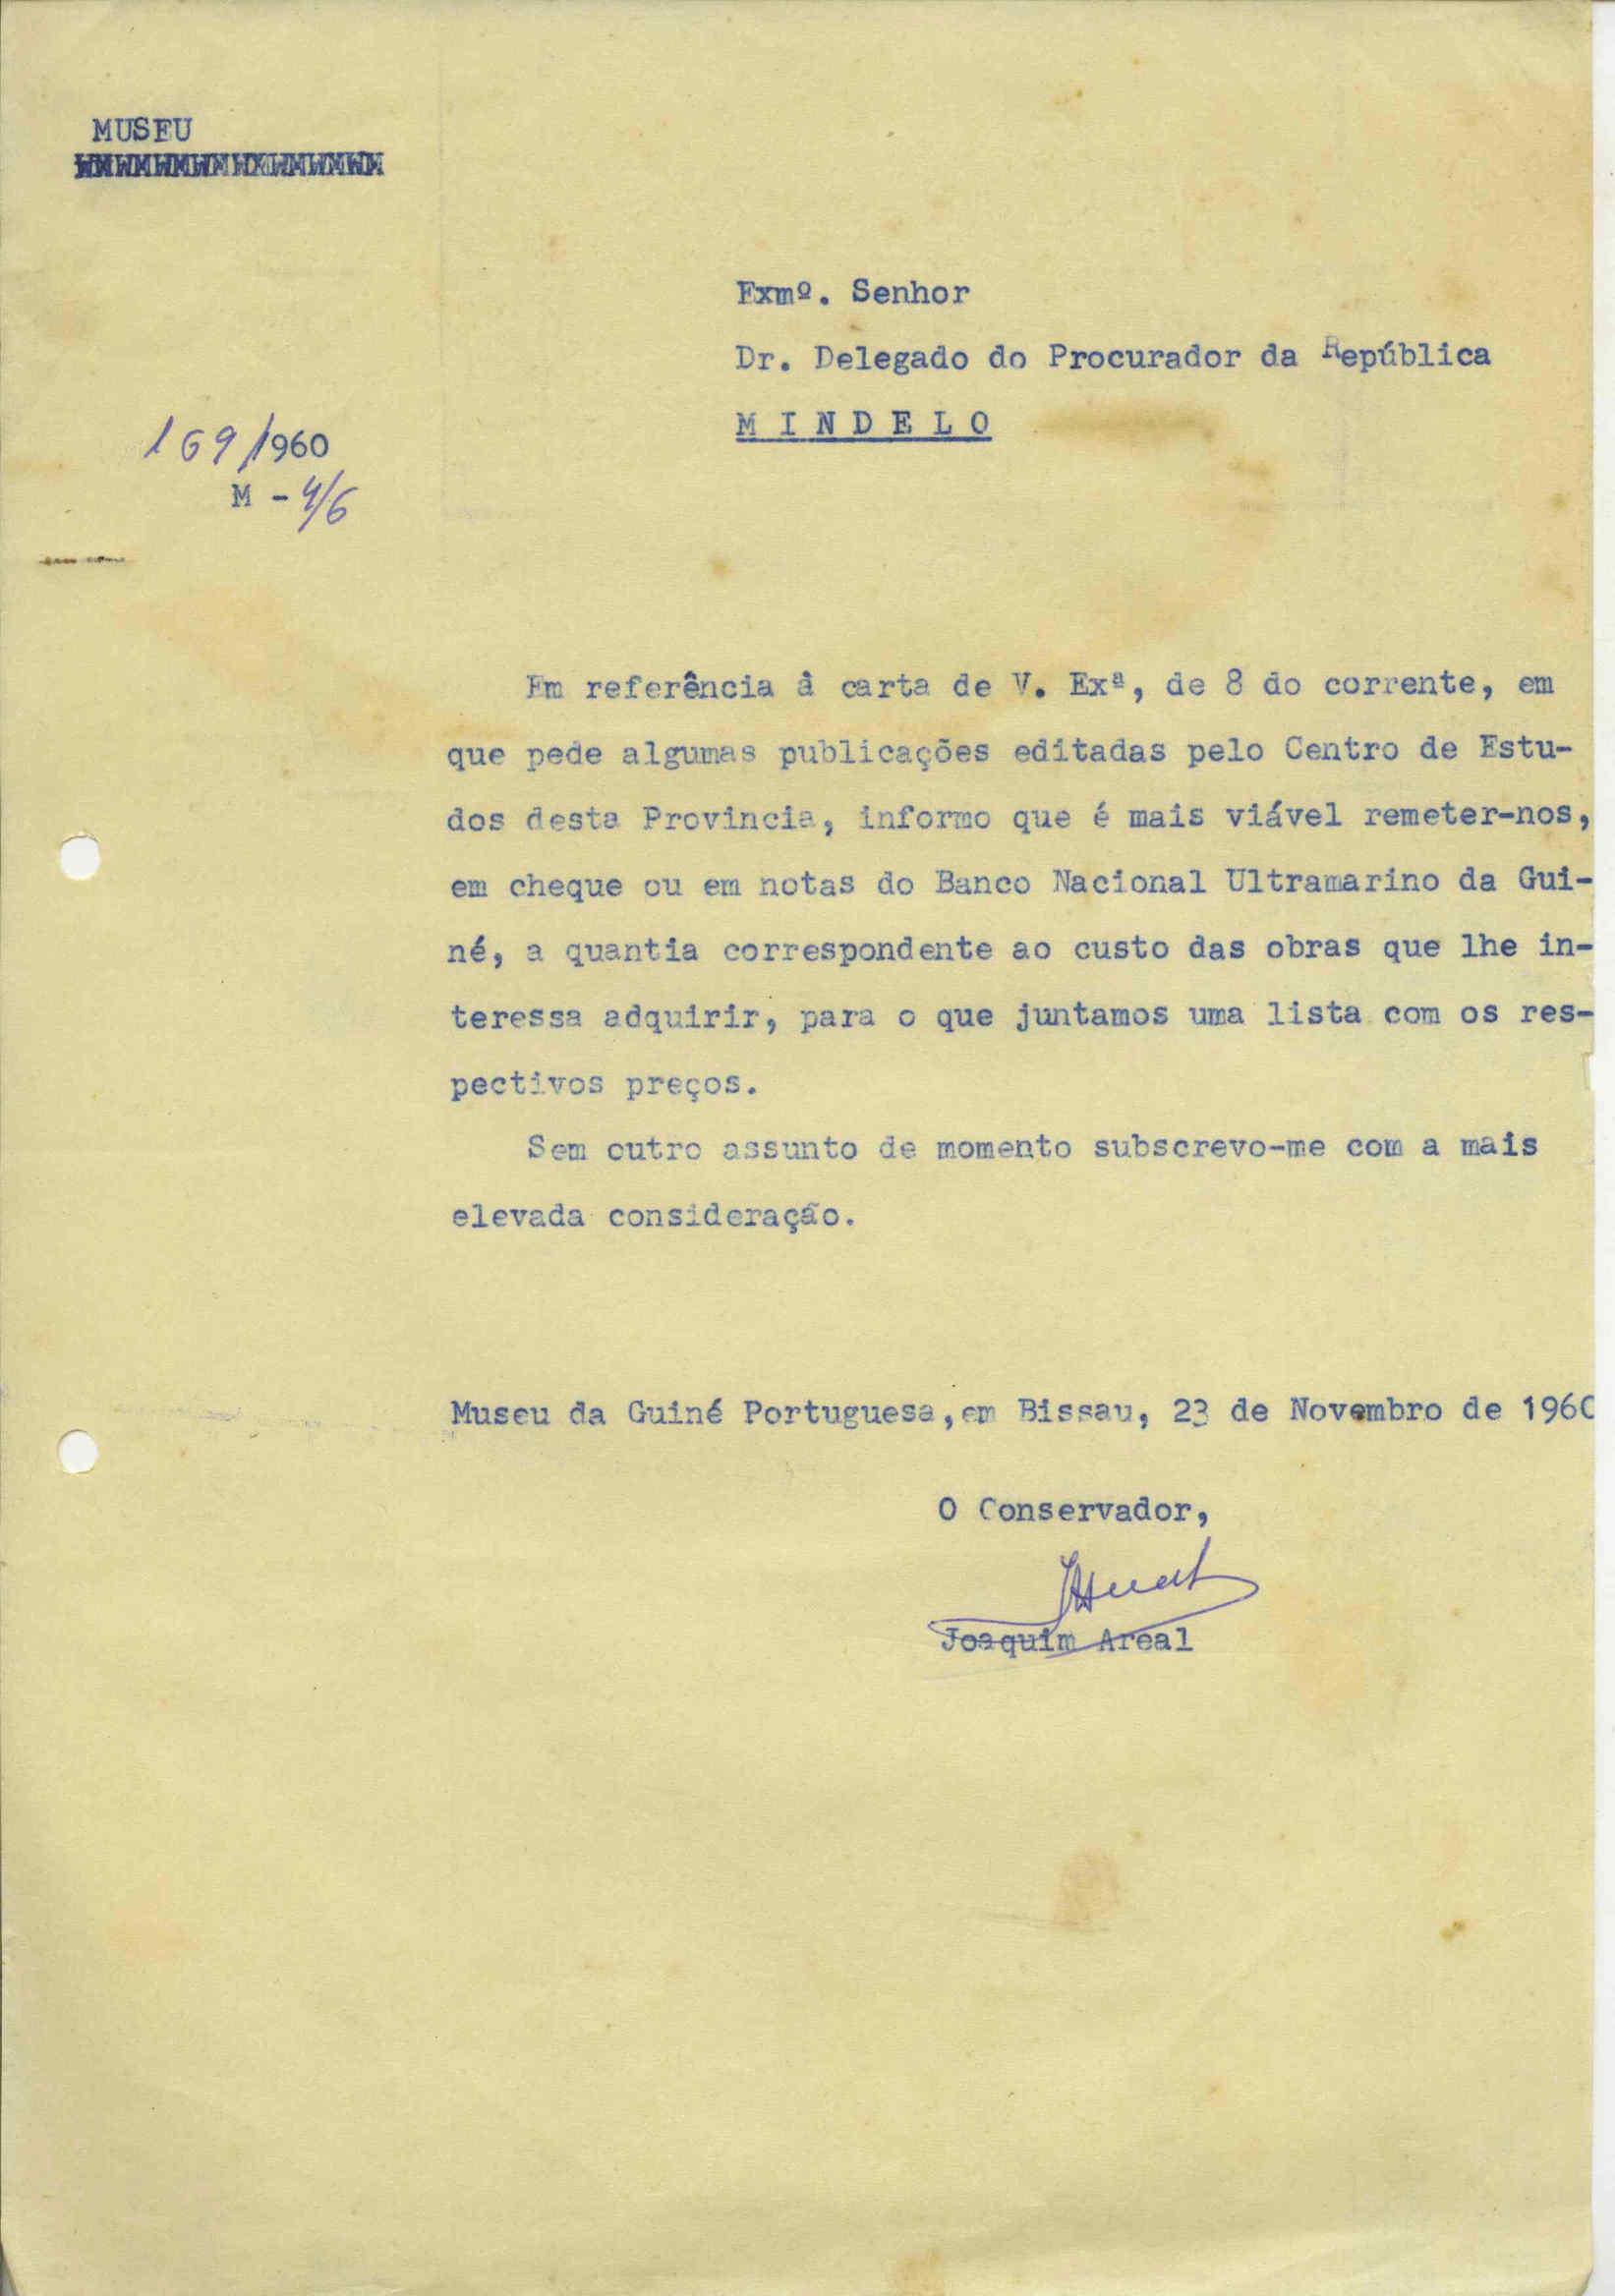 MUSEU
Exmº. Senhor
Dr. Delegado do Procurador da República
MINDELO
169/1960
M - 4/6
Em referência à carta de V. Exª, de 8 do corrente, em
que pede algumas publicações editadas pelo Centro de Estu-
dos desta Provincia, informo que é mais viável remeter-nos,
em cheque ou em notas do Banco Nacional Ultramarino da Gui-
né, a quantia correspondente ao custo das obras que lhe in-
teressa adquirir, para o que juntamos uma lista com os res-
pectivos preços.
Sem outro assunto de momento subscrevo-me com a mais
elevada consideração.
Museu da Guiné Portuguesa, em Bissau, 23 de Novembro de 1960
O Conservador,
Joaquim Areal